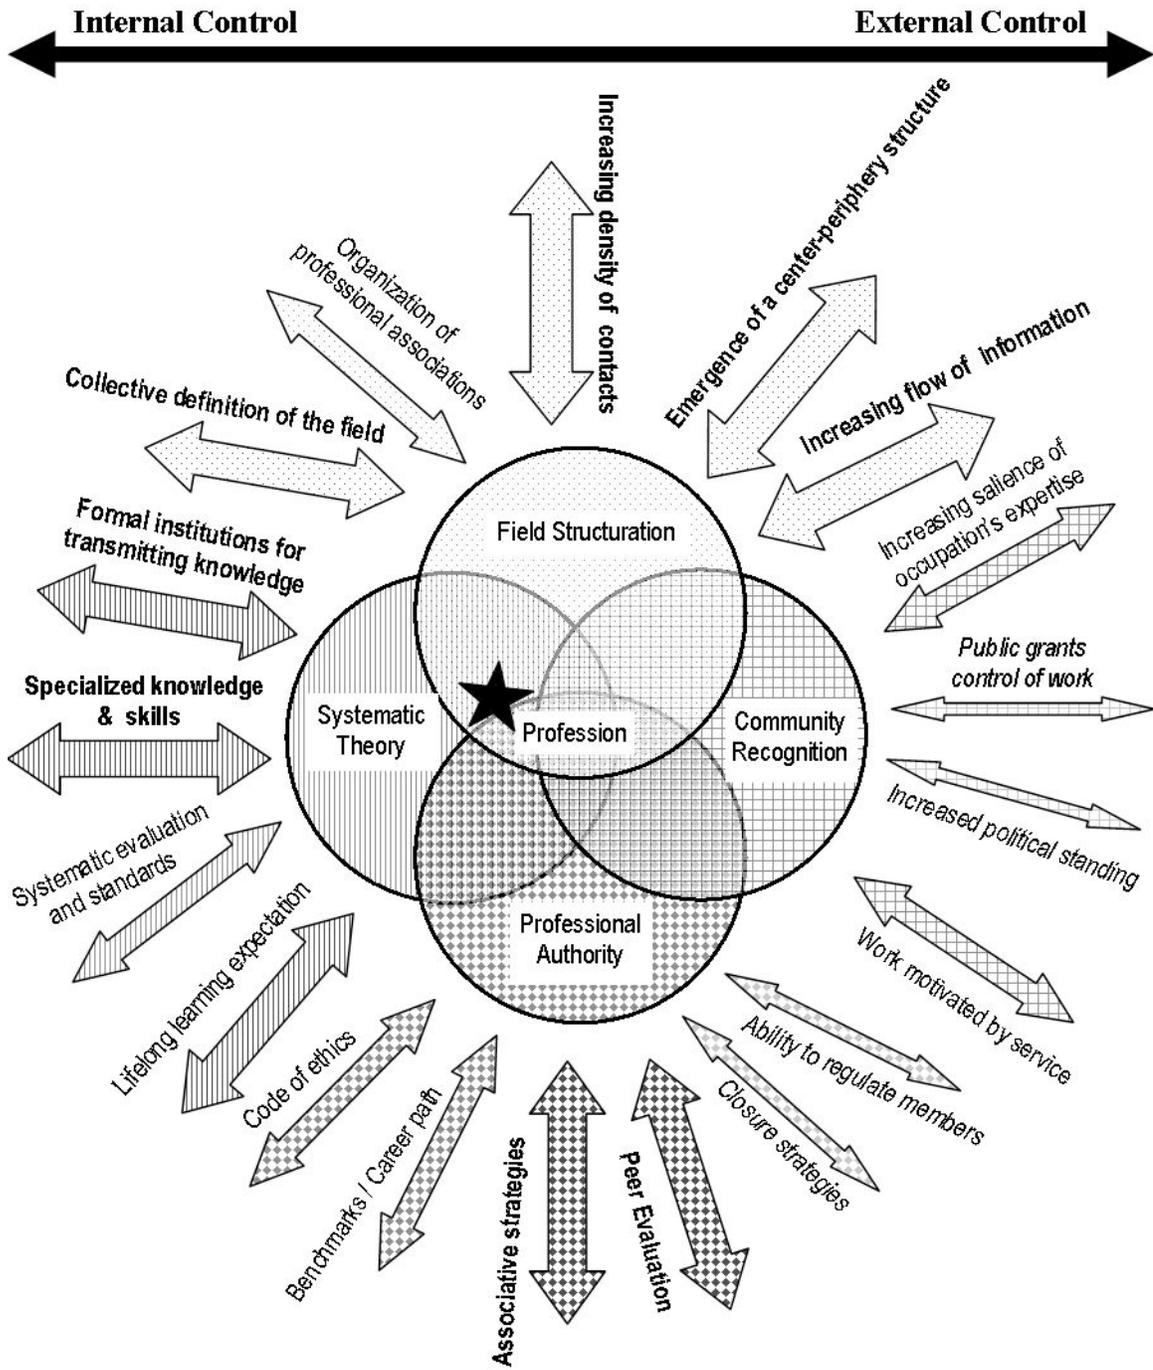 Internal Control
External Control
Increasing density of contacts
Emergence of a center-periphery structure
Organization of
professional associations
Increasing flow of information
Collective definition of the field
Increasing salience of
occupation's expertise
Formal institutions for
transmitting knowledge
Field Structuration
Public grants
control of work
Specialized knowledge
& skills
Systematic
Theory
Profession
Community
Recognition
Increased political standing
Systematic evaluation
and standards
Work motivated by service
Lifelong learning expectation
Professional
Authority
Ability to regulate members
Code of ethics
Closure strategies
Benchmarks / Career path
Associative strategies
Peer Evaluation